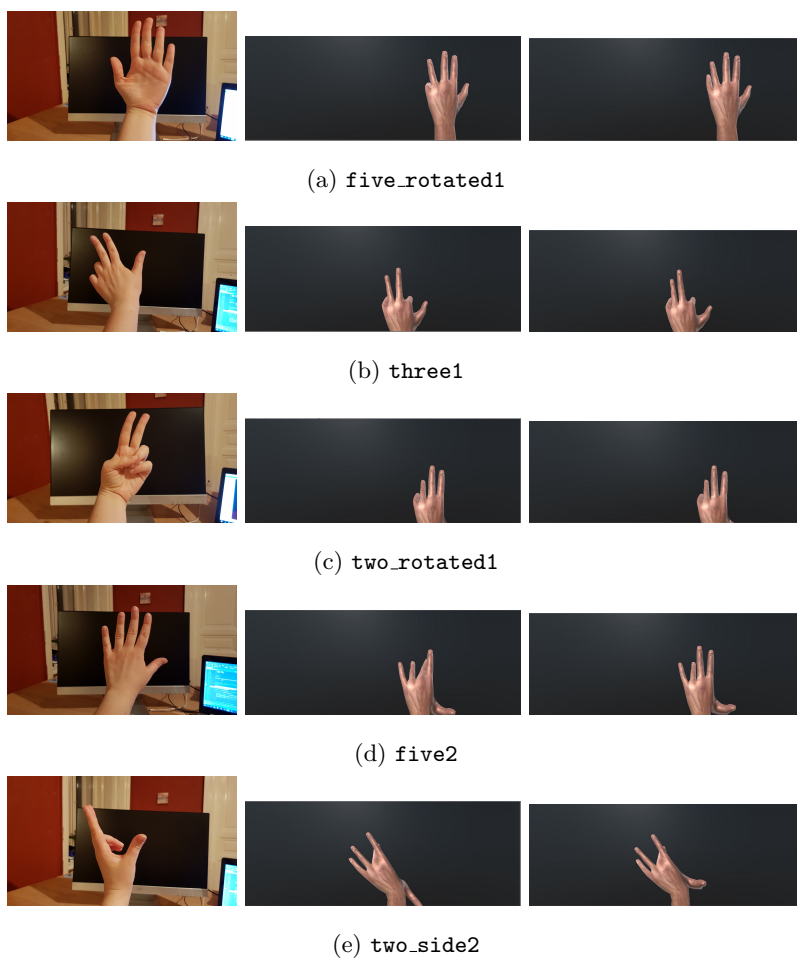 (a) five_rotated1
(b) three1
(c) two_rotated1
(d) five2
(e) two_side2